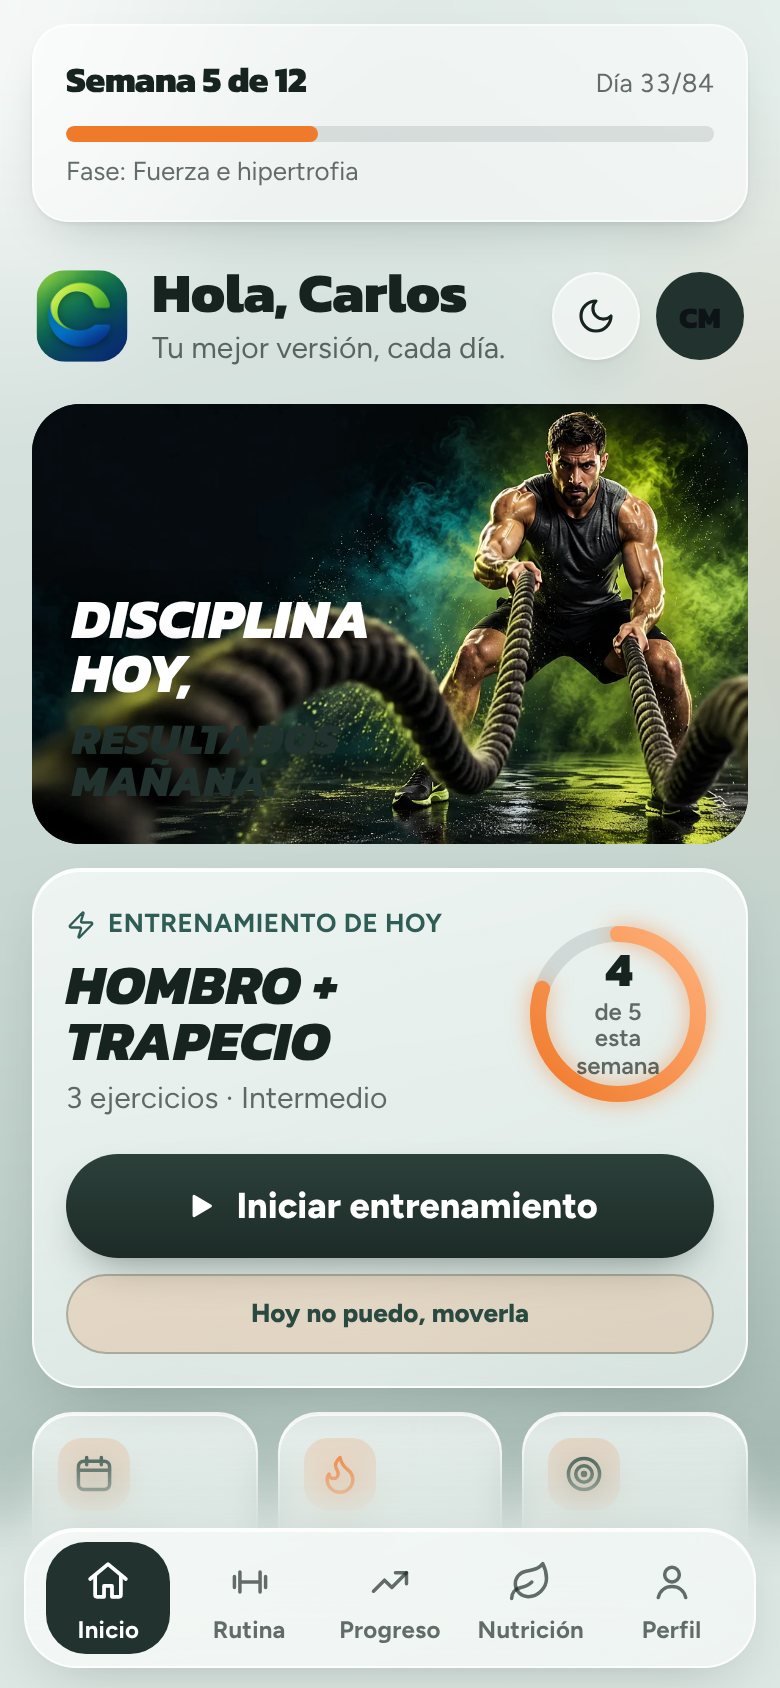 Semana 5 de 12
Día 33/84
Fase: Fuerza e hipertrofia
Hola, Carlos
Tu mejor versión, cada día.
CM
DISCIPLINA
HOY,
RESULTADOS
MAÑANA
ENTRENAMIENTO DE HOY
HOMBRO +
TRAPECIO
3 ejercicios · Intermedio
4
de 5
esta
semana
Iniciar entrenamiento
Hoy no puedo, moverla
Inicio
Rutina
Progreso
Nutrición
Perfil